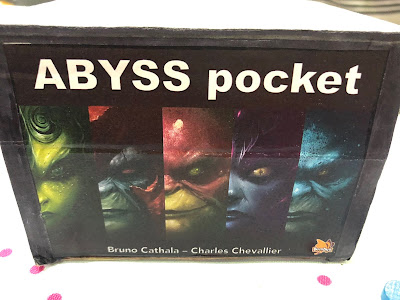 ABYSS pocket
Bruno Cathala – Charles Chevallier